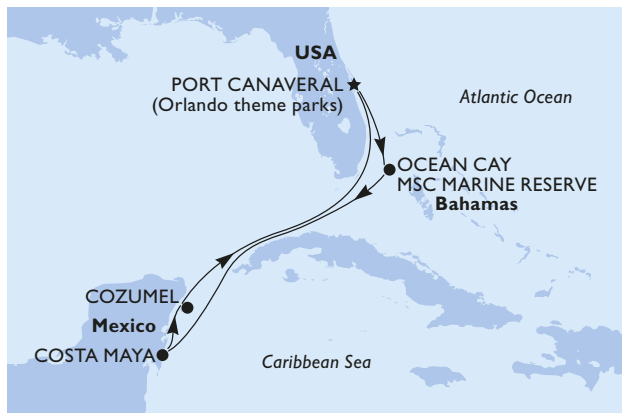 USA
PORT CANAVERAL
(Orlando theme parks)
Atlantic Ocean
OCEAN CAY
MSC MARINE RESERVE
Bahamas
COZUMEL
Mexico
COSTA MAYA
Caribbean Sea